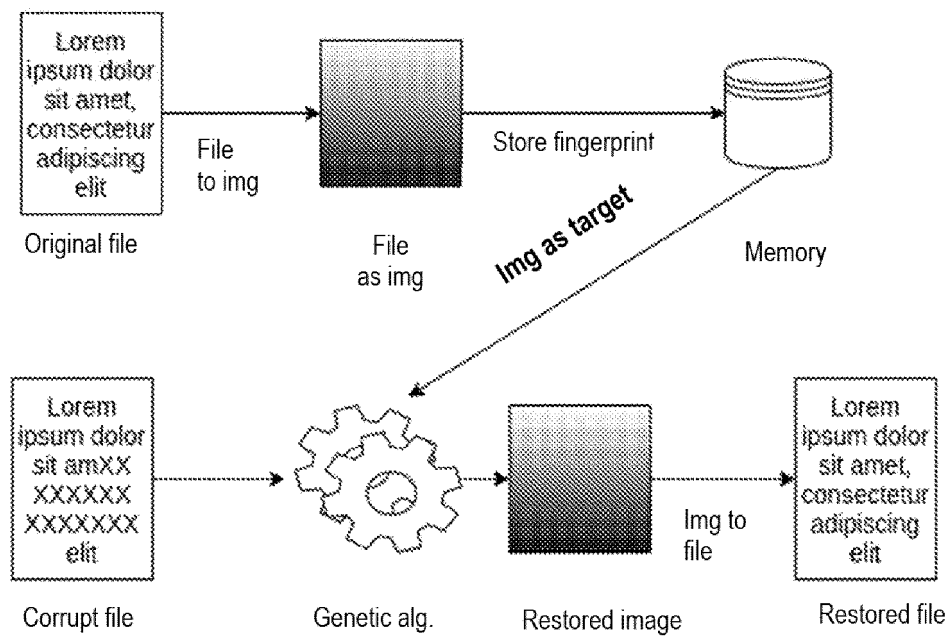 Lorem
ipsum dolor
sit amet,
consectetur
adipiscing
elit
File
to img
Store fingerprint
Original file
File
as img
Img as target
Memory
Lorem
ipsum dolor
sit amXX
XXXXXX
XXXXXXX
elit
Img to
file
Lorem
ipsum dolor
sit amet,
consectetur
adipiscing
elit
Corrupt file
Genetic alg.
Restored image
Restored file